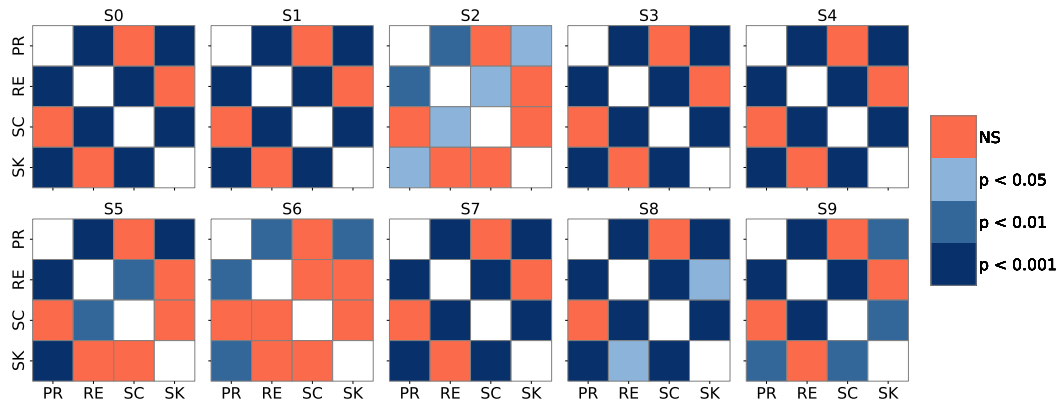 S0 S1 S2 S3 S4
PR
RE
SC
SK
S5 S6 S7 S8 S9
PR
RE
SC
SK
PR RE SC SK PR RE SC SK PR RE SC SK PR RE SC SK PR RE SC SK
NS
p < 0.05
p < 0.01
p < 0.001